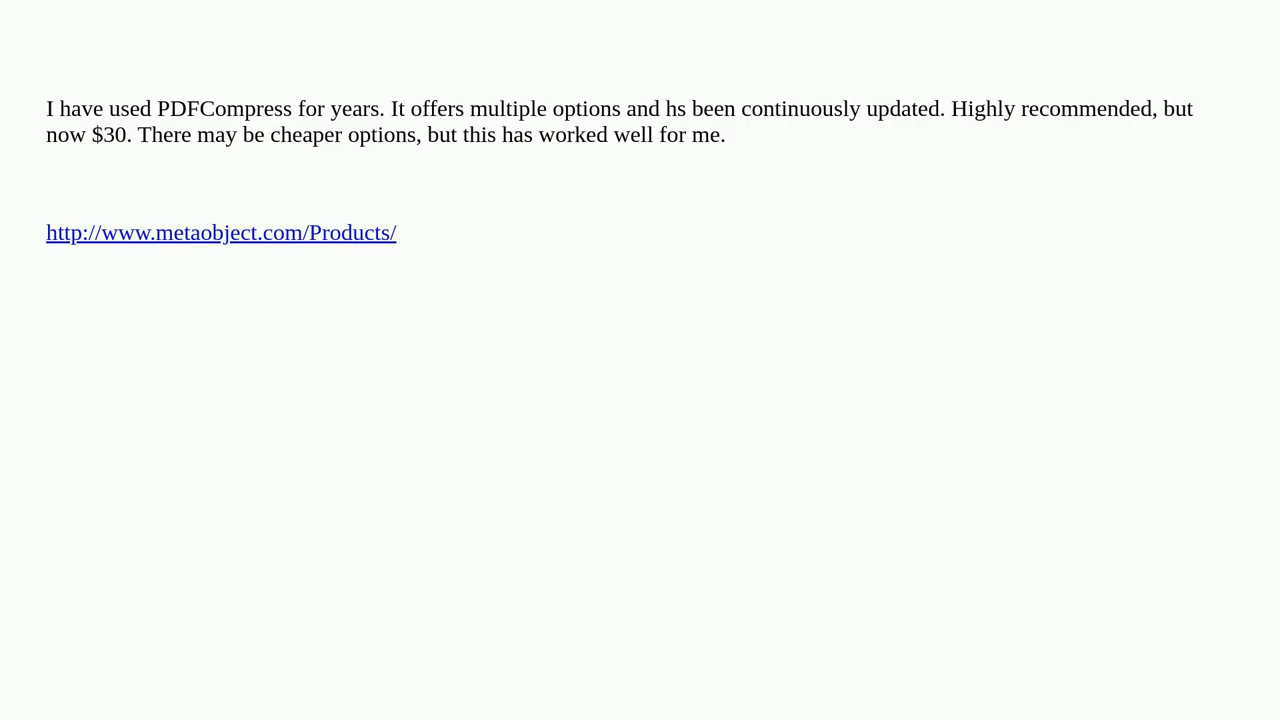 I have used PDFCompress for years. It offers multiple options and hs been continuously updated. Highly recommended, but
now $30. There may be cheaper options, but this has worked well for me.
http://www.metaobject.com/Products/